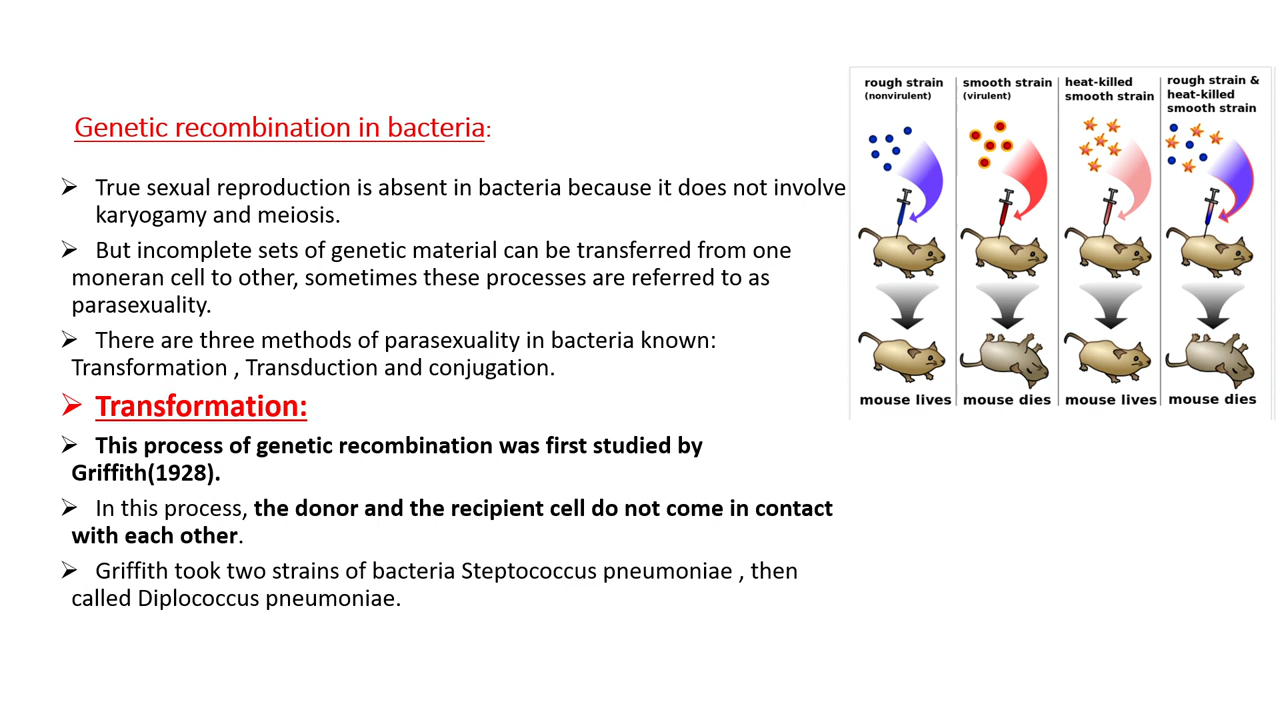 Genetic recombination in bacteria:
➢ True sexual reproduction is absent in bacteria because it does not involve
karyogamy and meiosis.
➢ But incomplete sets of genetic material can be transferred from one
moneran cell to other, sometimes these processes are referred to as
parasexuality.
➢ There are three methods of parasexuality in bacteria known:
Transformation , Transduction and conjugation.
➢ Transformation:
➢ This process of genetic recombination was first studied by
Griffith(1928).
➢ In this process, the donor and the recipient cell do not come in contact
with each other.
➢ Griffith took two strains of bacteria Steptococcus pneumoniae , then
called Diplococcus pneumoniae.
rough strain
(nonvirulent)
smooth strain
(virulent)
heat-killed
smooth strain
rough strain &
heat-killed
smooth strain
mouse lives
mouse dies
mouse lives
mouse dies